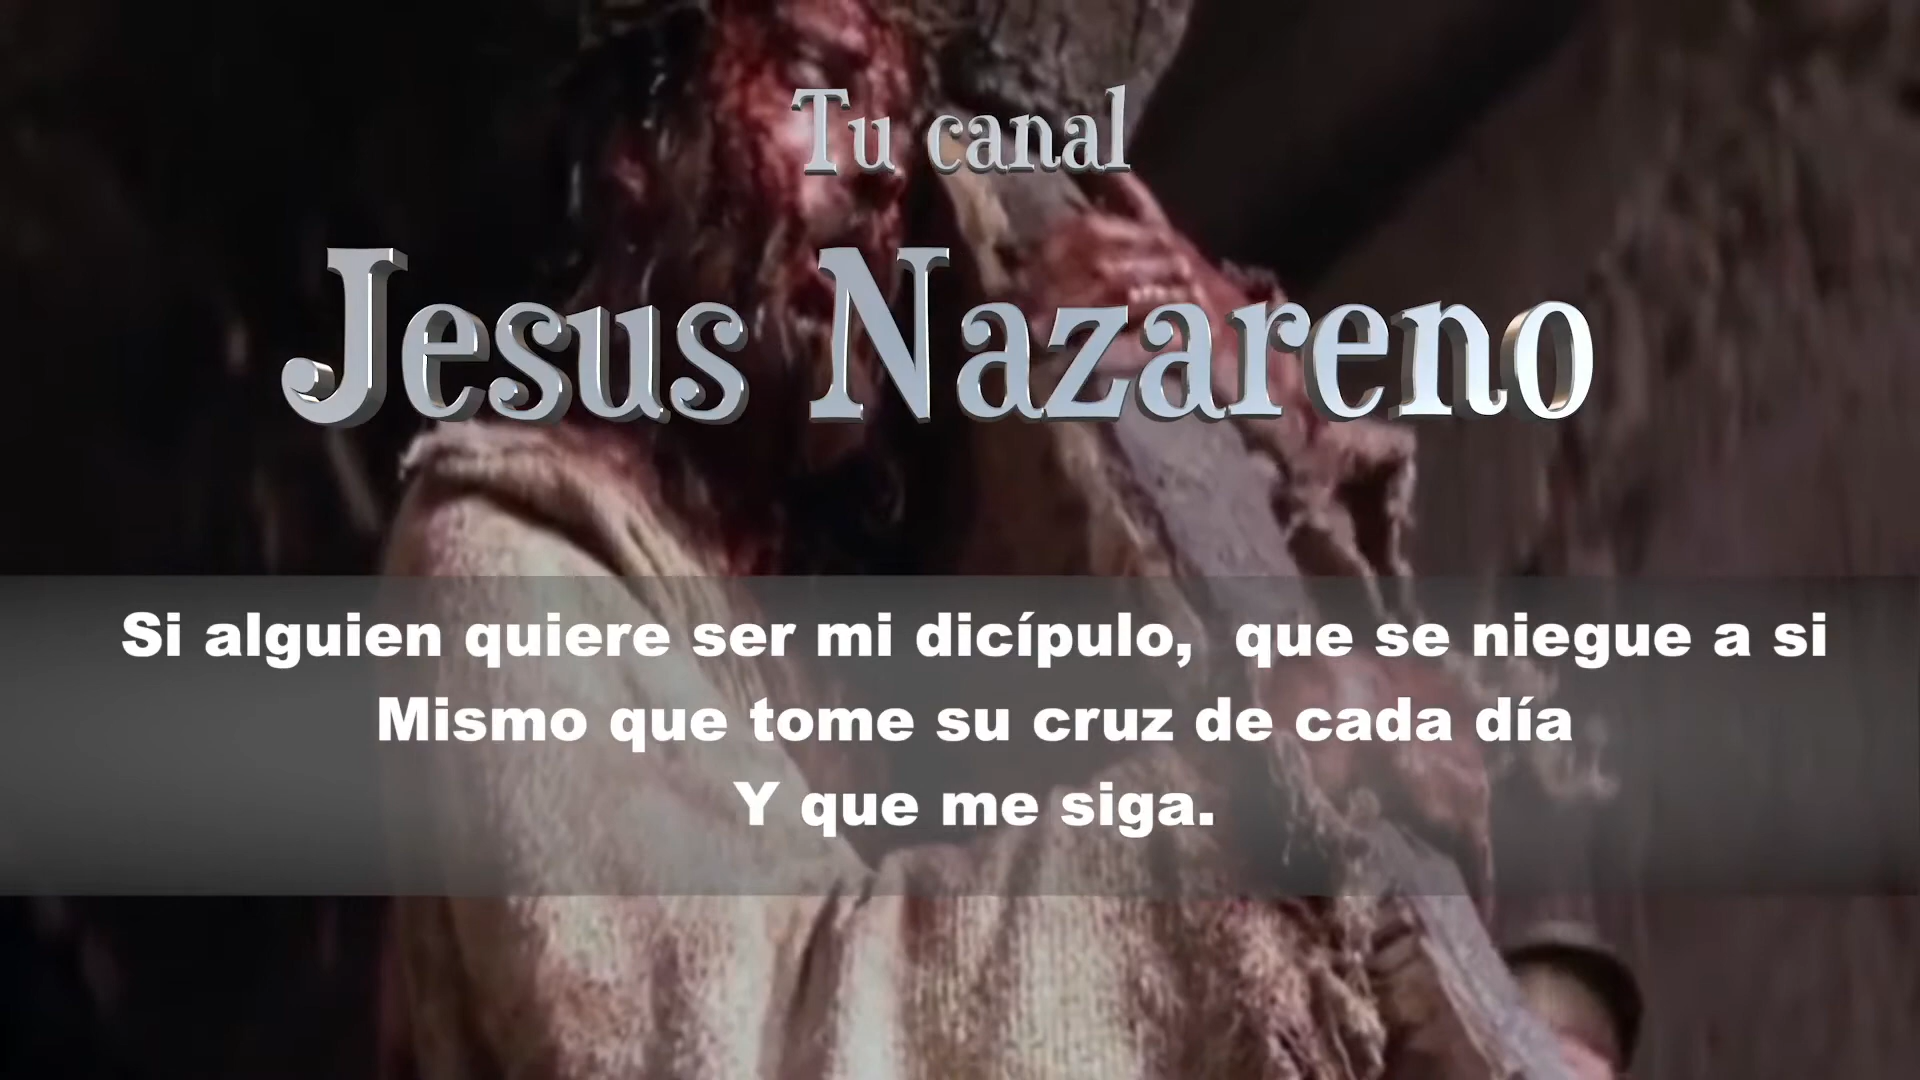 Tu canal
Jesus Nazareno
Si alguien quiere ser mi dicípulo,  que se niegue a si
Mismo que tome su cruz de cada día
Y que me siga.